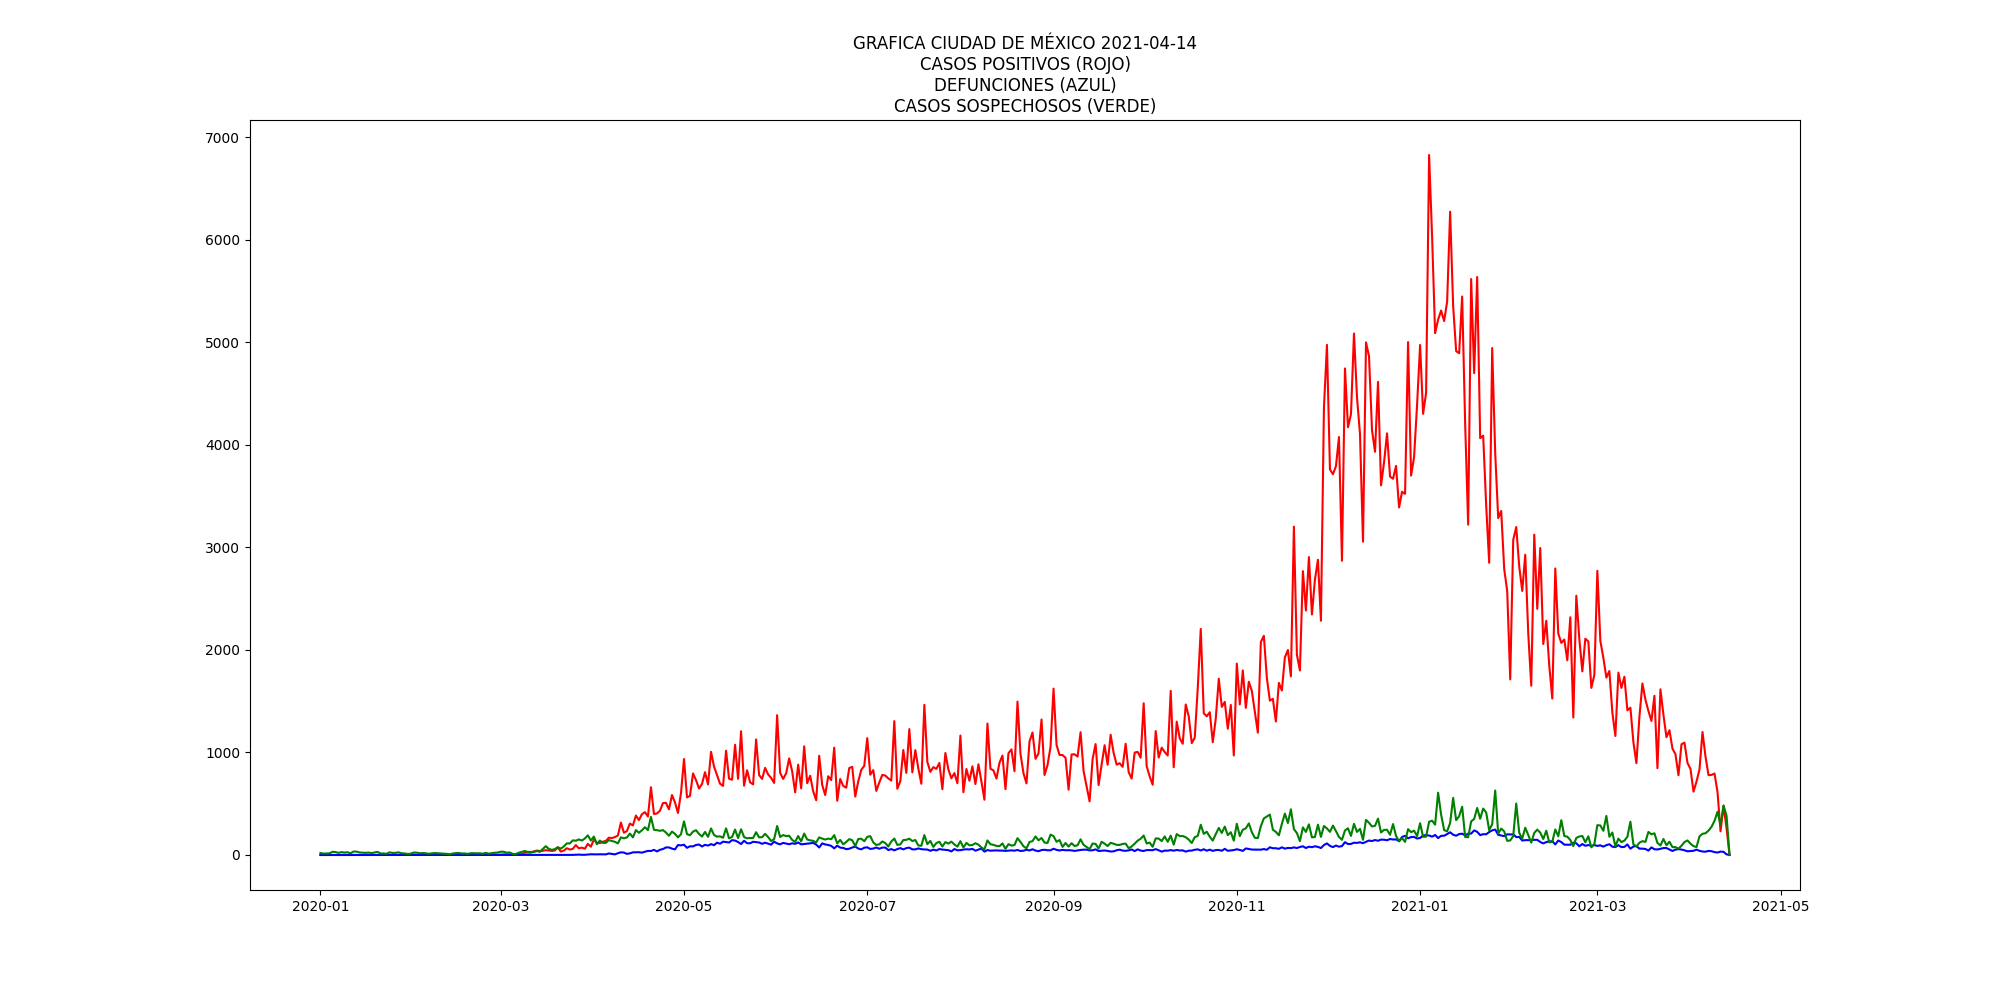 GRAFICA CIUDAD DE MÉXICO 2021-04-14
CASOS POSITIVOS (ROJO)
DEFUNCIONES (AZUL)
CASOS SOSPECHOSOS (VERDE)
7000
6000
5000
4000
3000
2000
1000
0
2020-01 2020-03 2020-05 2020-07 2020-09 2020-11 2021-01 2021-03 2021-05